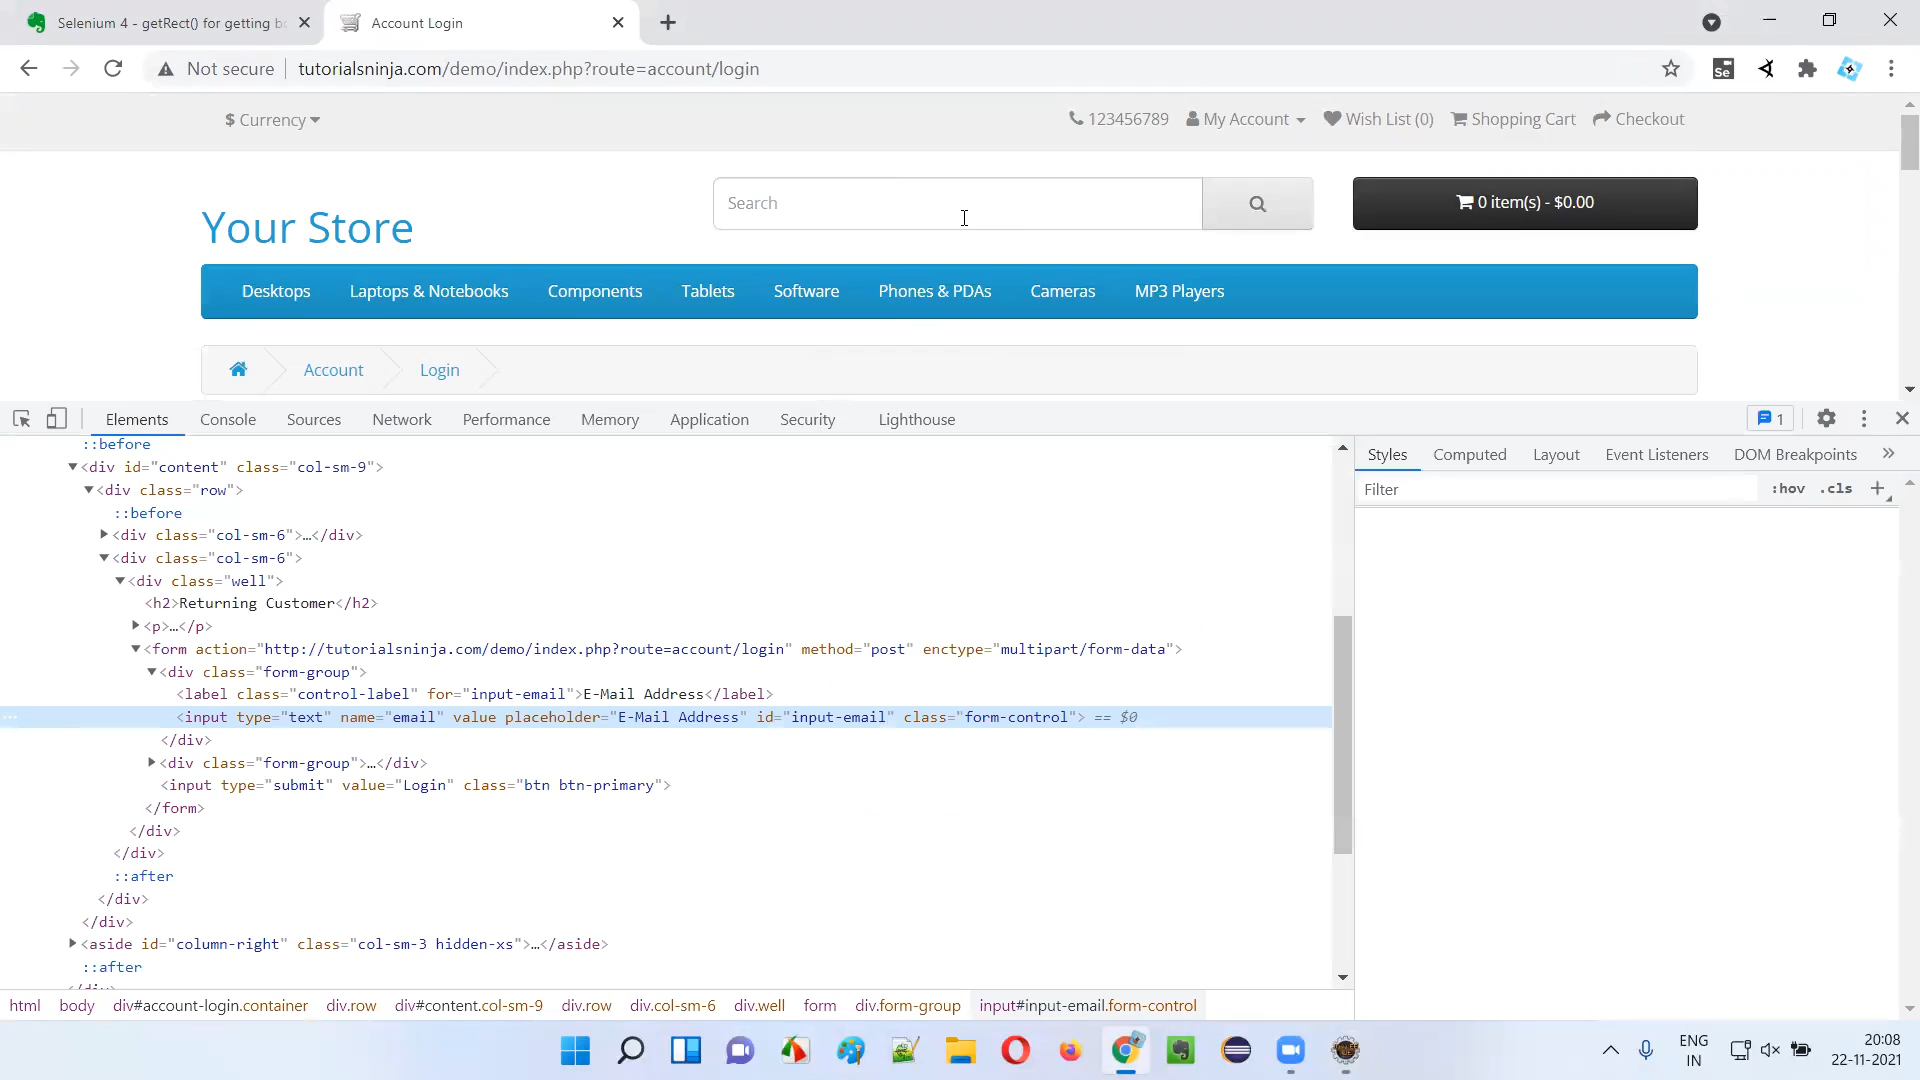 Selenium 4 - getRect() for getting bo
Account Login
Not secure
tutorialsninja.com/demo/index.php?route=account/login
$ Currency
123456789
My Account
Wish List (0)
Shopping Cart
Checkout
Your Store
Search
0 item(s) - $0.00
Desktops
Laptops & Notebooks
Components
Tablets
Software
Phones & PDAs
Cameras
MP3 Players
Account
Login
Elements
Console
Sources
Network
Performance
Memory
Application
Security
Lighthouse
1
::before
<div id="content" class="col-sm-9">
<div class="row">
::before
<div class="col-sm-6">…</div>
<div class="col-sm-6">
<div class="well">
<h2>Returning Customer</h2>
<p>…</p>
<form action="http://tutorialsninja.com/demo/index.php?route=account/login" method="post" enctype="multipart/form-data">
<div class="form-group">
<label class="control-label" for="input-email">E-Mail Address</label>
<input type="text" name="email" value placeholder="E-Mail Address" id="input-email" class="form-control"> == $0
</div>
<div class="form-group">…</div>
<input type="submit" value="Login" class="btn btn-primary">
</form>
</div>
</div>
::after
</div>
</div>
<aside id="column-right" class="col-sm-3 hidden-xs">…</aside>
::after
</div>
Styles
Computed
Layout
Event Listeners
DOM Breakpoints
Filter
:hov
.cls
html
body
div#account-login.container
div.row
div#content.col-sm-9
div.row
div.col-sm-6
div.well
form
div.form-group
input#input-email.form-control
ENG
IN
20:08
22-11-2021